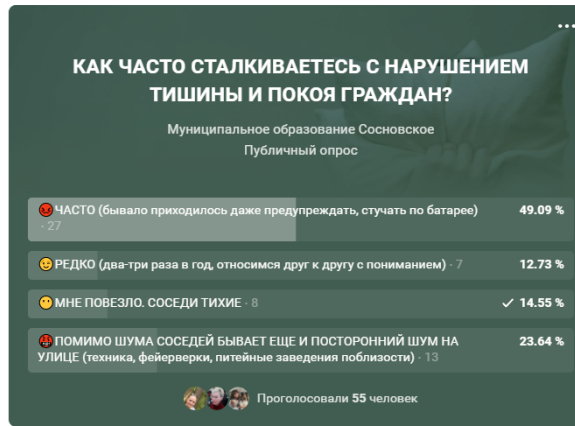 КАК ЧАСТО СТАЛКИВАЕТЕСЬ С НАРУШЕНИЕМ
ТИШИНЫ И ПОКОЯ ГРАЖДАН?
Муниципальное образование Сосновское
Публичный опрос
ЧАСТО (бывало приходилось даже предупреждать, стучать по батарее) 49.09 %
· 27
РЕДКО (два-три раза в год, относимся друг к другу с пониманием) · 7 12.73 %
МНЕ ПОВЕЗЛО. СОСЕДИ ТИХИЕ · 8 14.55 %
ПОМИМО ШУМА СОСЕДЕЙ БЫВАЕТ ЕЩЕ И ПОСТОРОННИЙ ШУМ НА 23.64 %
УЛИЦЕ (техника, фейерверки, питейные заведения поблизости) · 13
Проголосовали 55 человек